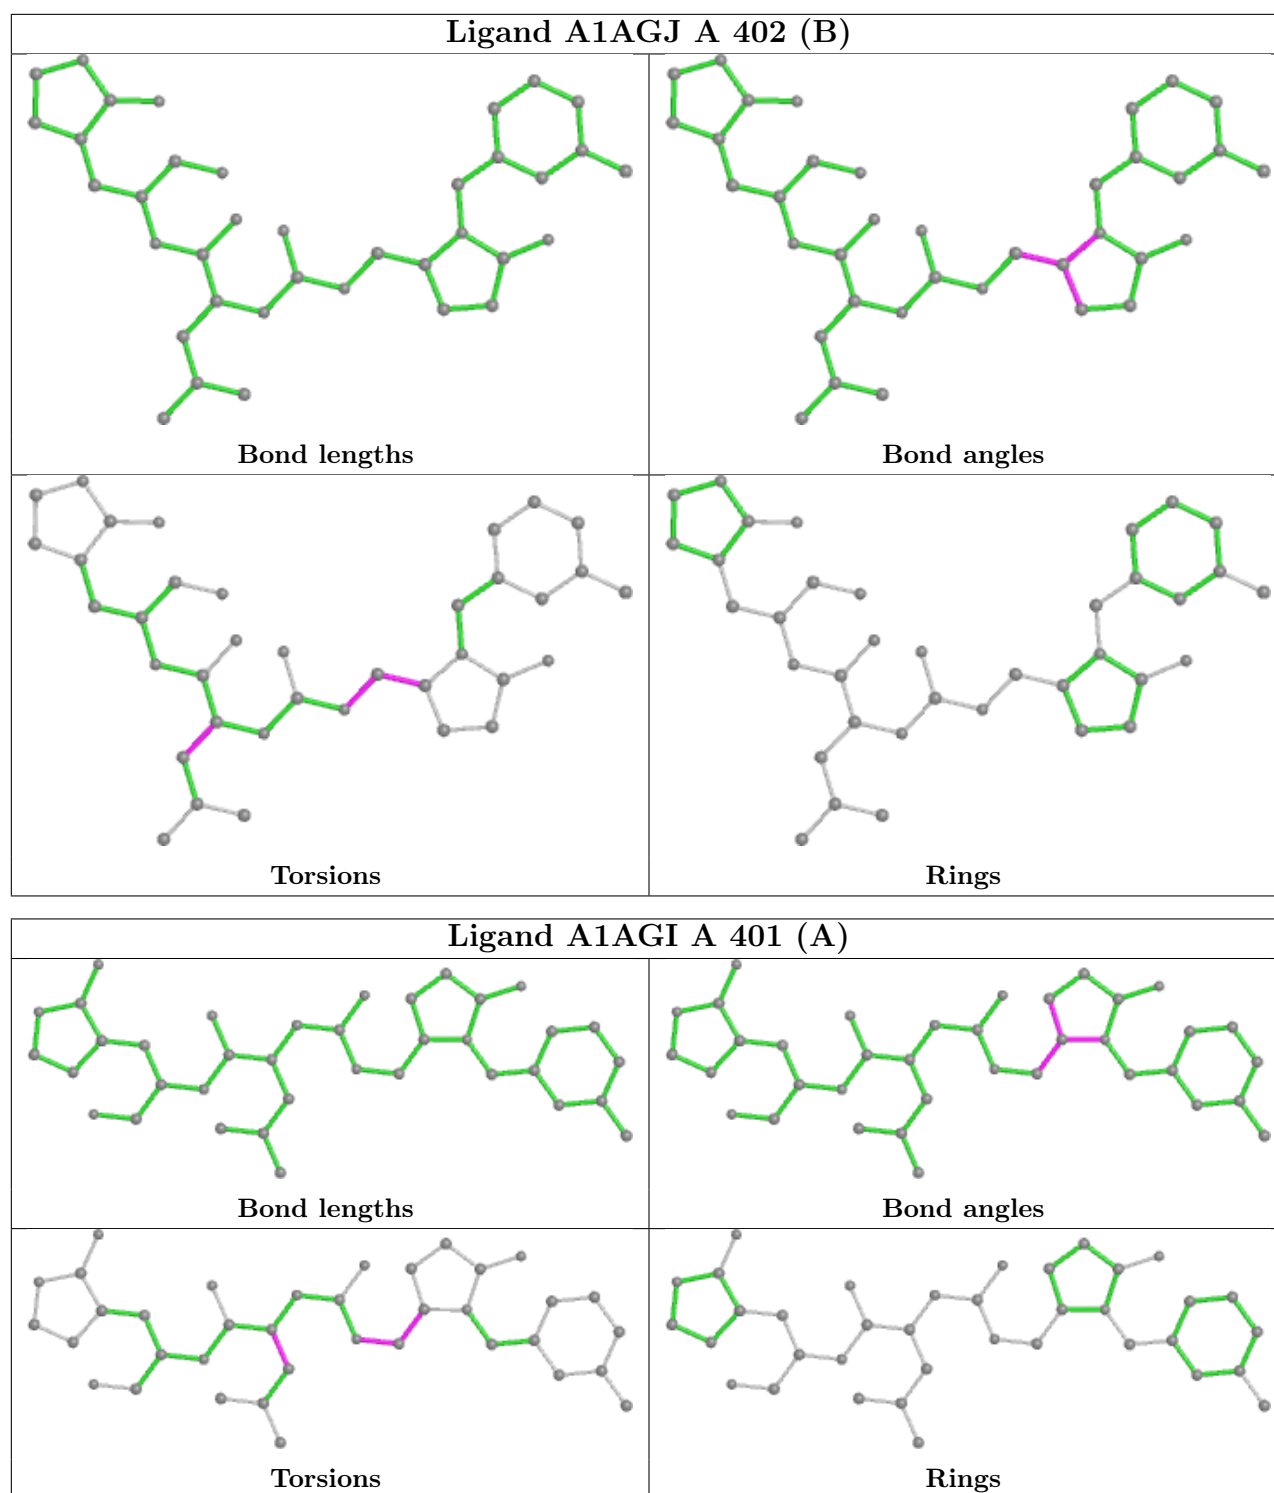 Ligand A1AGJ A 402 (B)
Bond lengths
Bond angles
Torsions
Rings
Ligand A1AGI A 401 (A)
Bond lengths
Bond angles
Torsions
Rings